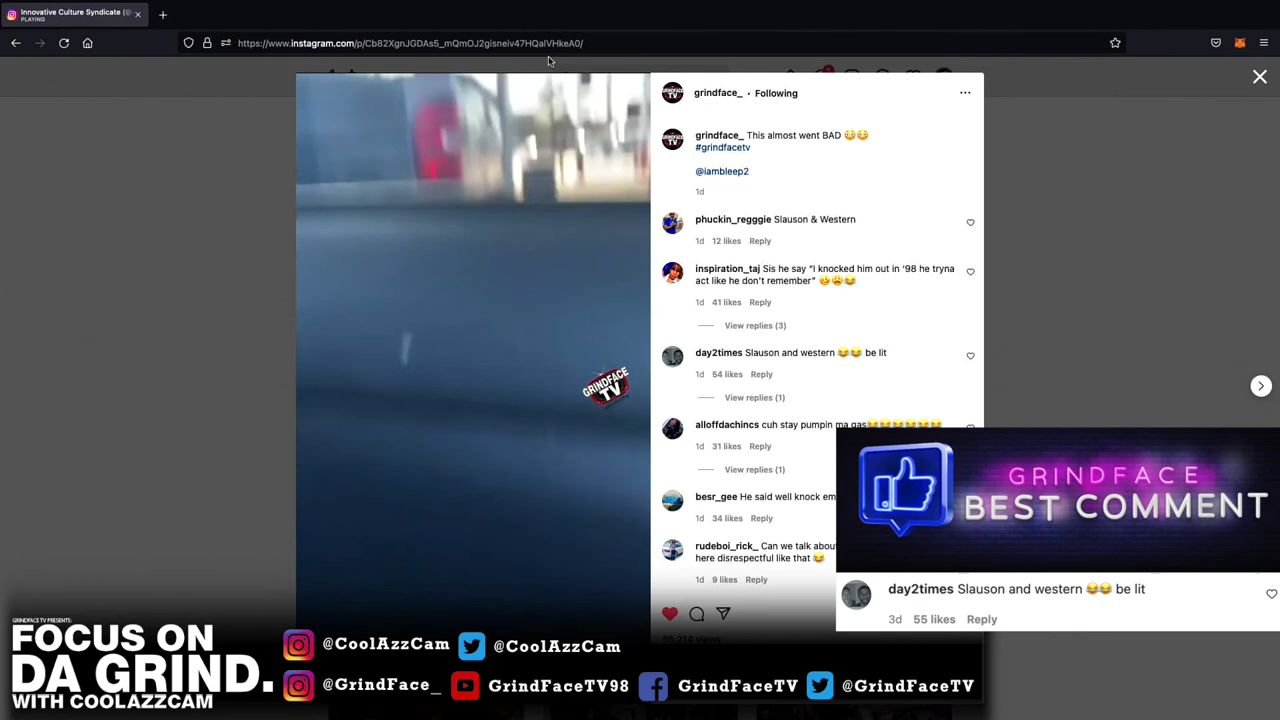 Innovative Culture Syndicate (@
PLAYING
https://www.instagram.com/p/Cb82XgnJGDAs5_mQmOJ2gisneiv47HQaIVHkeA0/
grindface_ • Following
grindface_ This almost went BAD 😳😳
#grindfacetv
@iambleep2
1d
phuckin_regggie Slauson & Western
1d 12 likes Reply
inspiration_taj Sis he say "I knocked him out in '98 he tryna
act like he don't remember"
1d 41 likes Reply
View replies (3)
day2times Slauson and western 😂😂 be lit
1d 54 likes Reply
View replies (1)
alloffdachincs cuh stay pumpin ma gas😂😂😂😂😂😂
1d 31 likes Reply
View replies (1)
besr_gee He said well knock em
1d 34 likes Reply
rudeboi_rick_ Can we talk about
here disrespectful like that 😂
1d 9 likes Reply
55,214 views
GRINDFACE TV
GRINDFACE
BEST COMMENT
day2times Slauson and western 😂😂 be lit
3d 55 likes Reply
GRINDFACE TV PRESENTS:
FOCUS ON
DA GRIND.
WITH COOLAZZCAM
@CoolAzzCam @CoolAzzCam
@GrindFace_ GrindFaceTV98 GrindFaceTV @GrindFaceTV